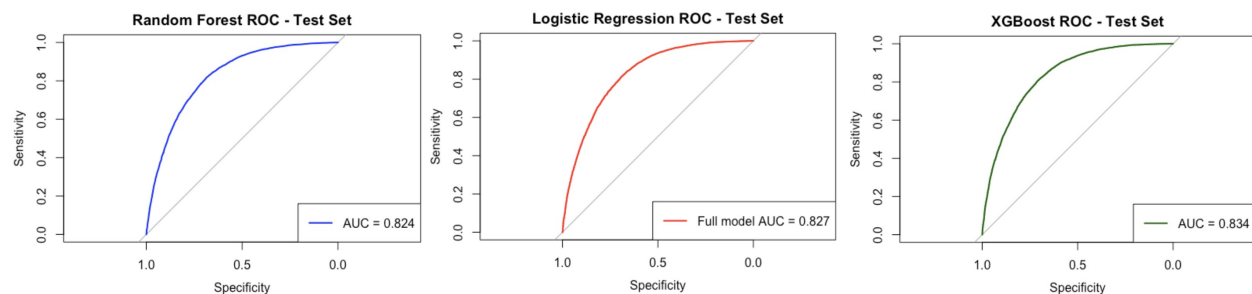 Random Forest ROC - Test Set
Sensitivity
1.0
0.8
0.6
0.4
0.2
0.0
AUC = 0.824
1.0 0.5 0.0
Specificity
Logistic Regression ROC - Test Set
Sensitivity
1.0
0.8
0.6
0.4
0.2
0.0
Full model AUC = 0.827
1.0 0.5 0.0
Specificity
XGBoost ROC - Test Set
Sensitivity
1.0
0.8
0.6
0.4
0.2
0.0
AUC = 0.834
1.0 0.5 0.0
Specificity